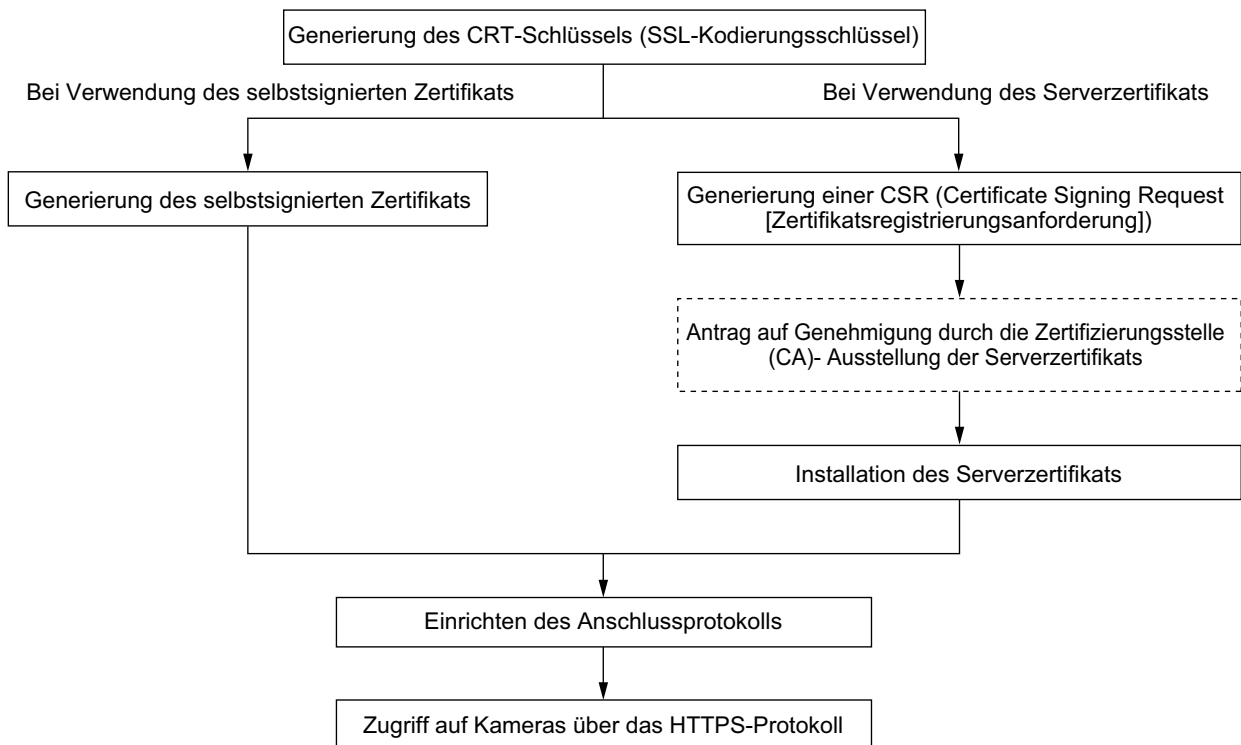 Generierung des CRT-Schlüssels (SSL-Kodierungsschlüssel)
Bei Verwendung des selbstsignierten Zertifikats
Bei Verwendung des Serverzertifikats
Generierung des selbstsignierten Zertifikats
Generierung einer CSR (Certificate Signing Request
[Zertifikatsregistrierungsanforderung])
Antrag auf Genehmigung durch die Zertifizierungsstelle
(CA)- Ausstellung der Serverzertifikats
Installation des Serverzertifikats
Einrichten des Anschlussprotokolls
Zugriff auf Kameras über das HTTPS-Protokoll